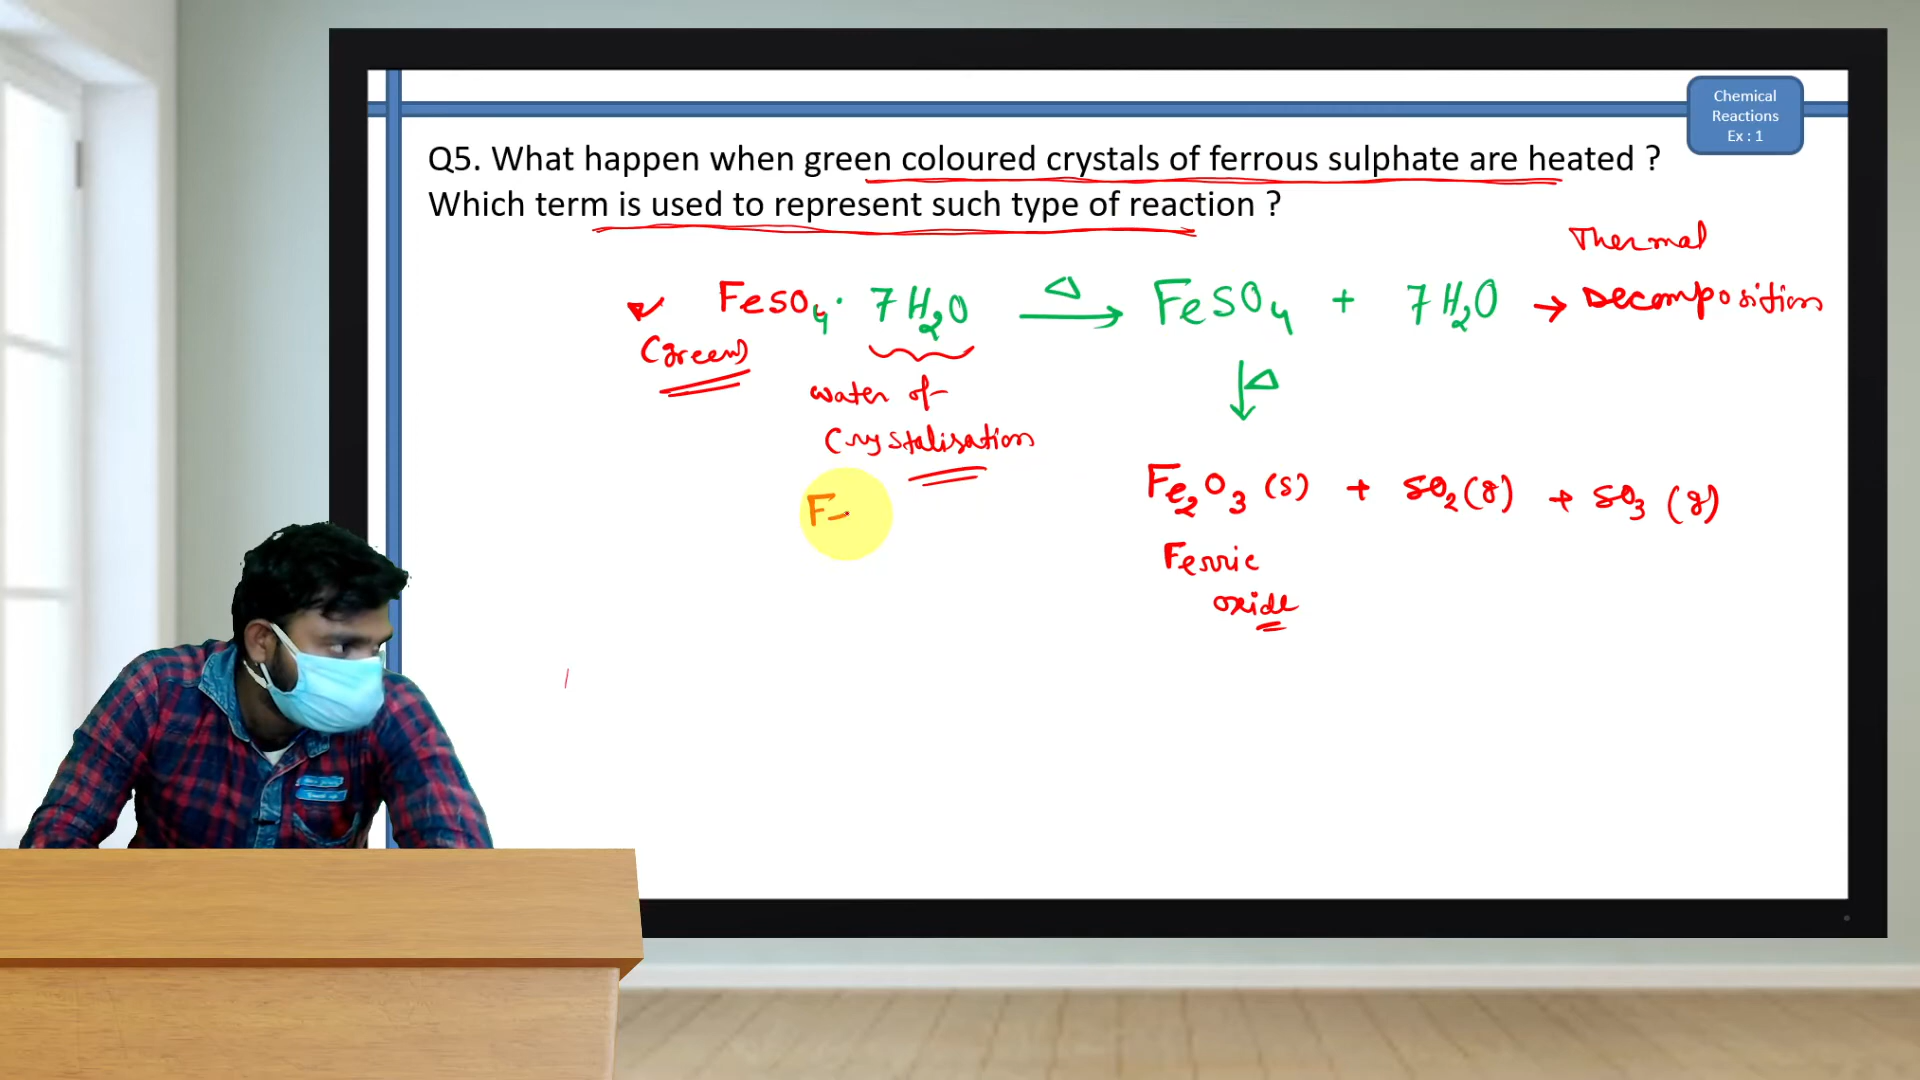 Chemical
Reactions
Ex : 1
Q5. What happen when green coloured crystals of ferrous sulphate are heated ?
Which term is used to represent such type of reaction ?
Thermal
FeSO4 · 7H2O Δ → FeSO4 + 7H2O → Decomposition
(Green)
Δ
water of
Crystalisation
Fe2O3 (s) + SO2 (g) + SO3 (g)
F
Ferric
oxide